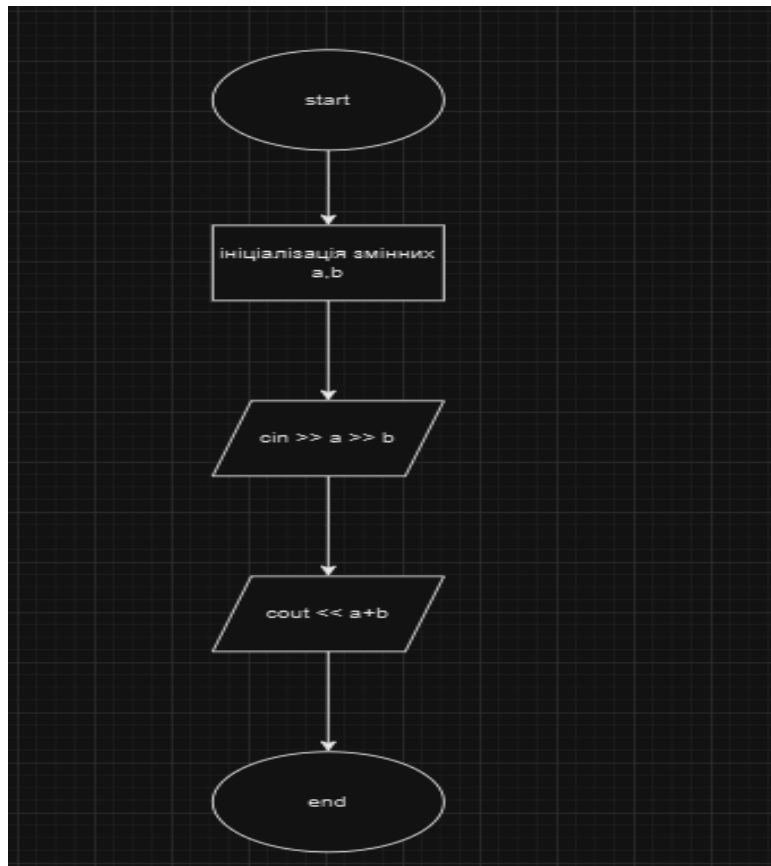 start
ініціалізація змінних
a,b
cin >> a >> b
cout << a+b
end